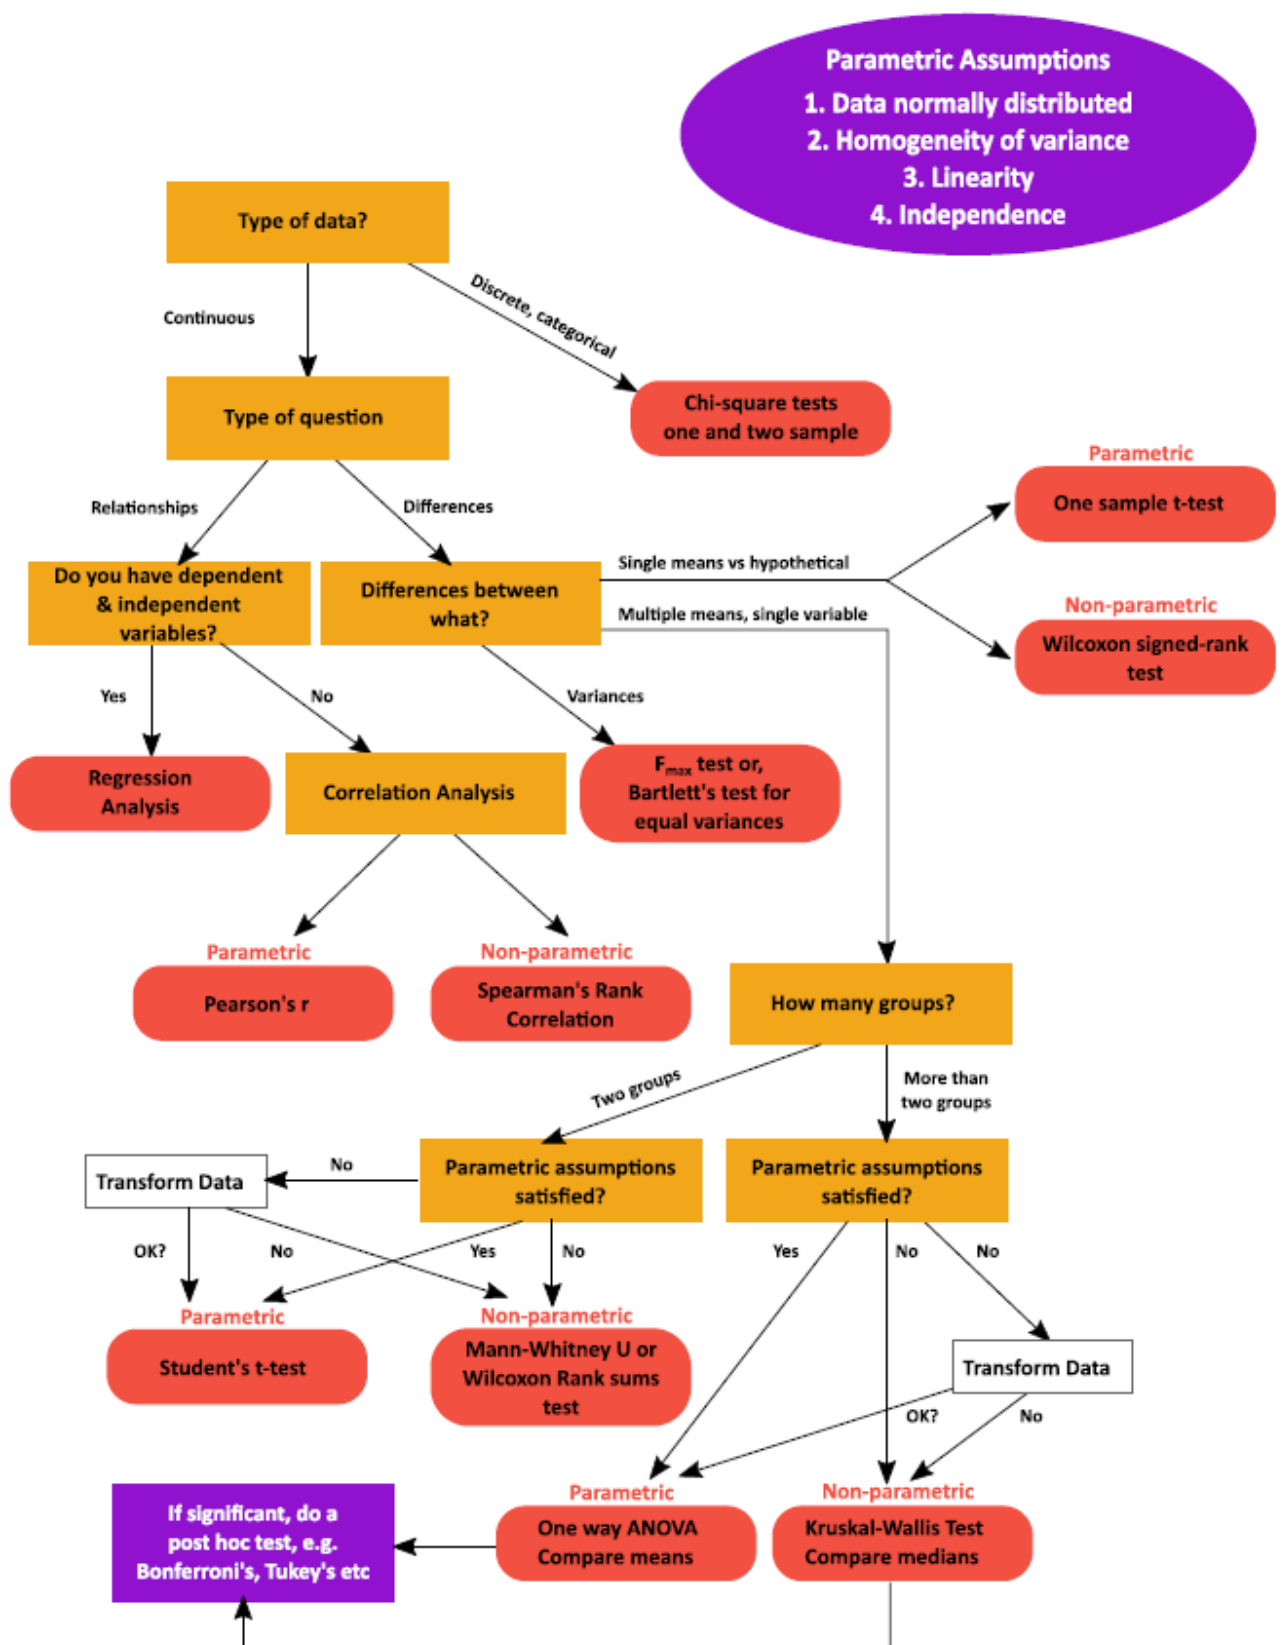 Parametric Assumptions
1. Data normally distributed
2. Homogeneity of variance
3. Linearity
4. Independence
Type of data?
Continuous
Discrete, categorical
Type of question
Chi-square tests
one and two sample
Relationships
Differences
Parametric
One sample t-test
Do you have dependent
& independent
variables?
Differences between
what?
Single means vs hypothetical
Multiple means, single variable
Non-parametric
Wilcoxon signed-rank
test
Yes
No
Variances
Regression
Analysis
Correlation Analysis
Fmax test or,
Bartlett's test for
equal variances
Parametric
Pearson's r
Non-parametric
Spearman's Rank
Correlation
How many groups?
Two groups
More than
two groups
Transform Data
No
Parametric assumptions
satisfied?
Parametric assumptions
satisfied?
OK?
No
Yes
No
Yes
No
No
Parametric
Student's t-test
Non-parametric
Mann-Whitney U or
Wilcoxon Rank sums
test
Transform Data
OK?
No
If significant, do a
post hoc test, e.g.
Bonferroni's, Tukey's etc
Parametric
One way ANOVA
Compare means
Non-parametric
Kruskal-Wallis Test
Compare medians